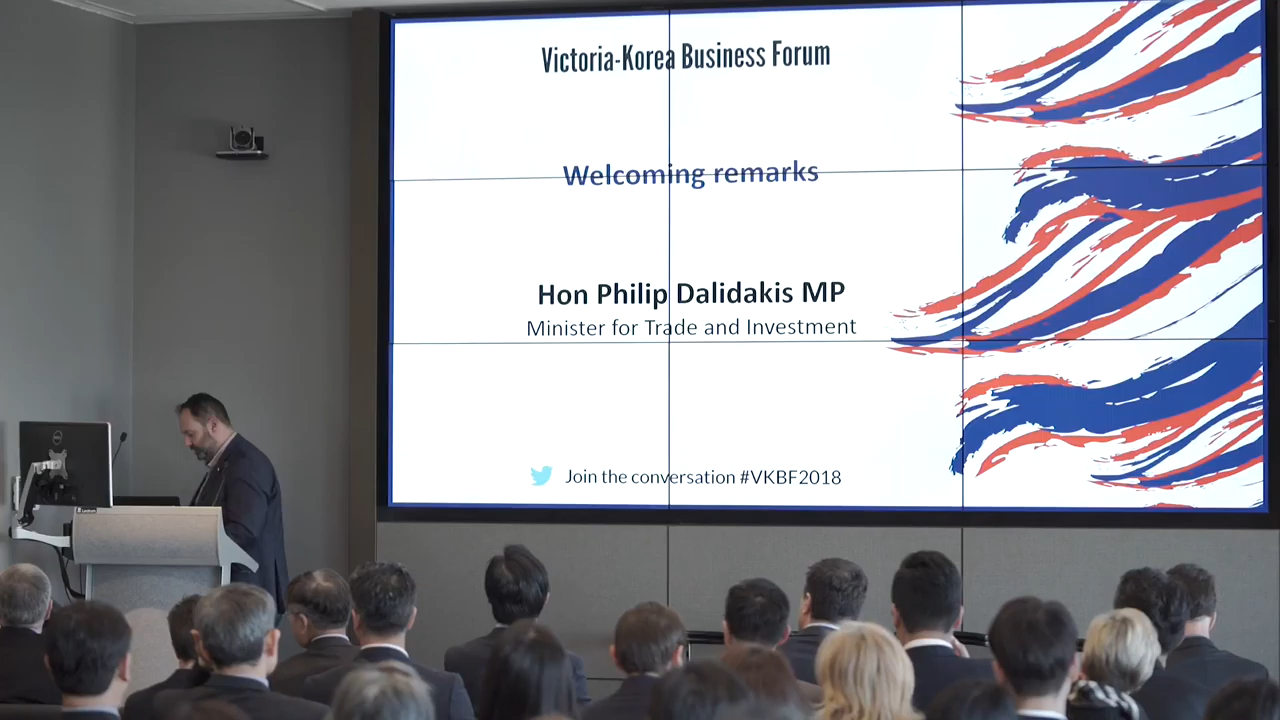 Victoria-Korea Business Forum
Welcoming remarks
Hon Philip Dalidakis MP
Minister for Trade and Investment
Join the conversation #VKBF2018
DELL